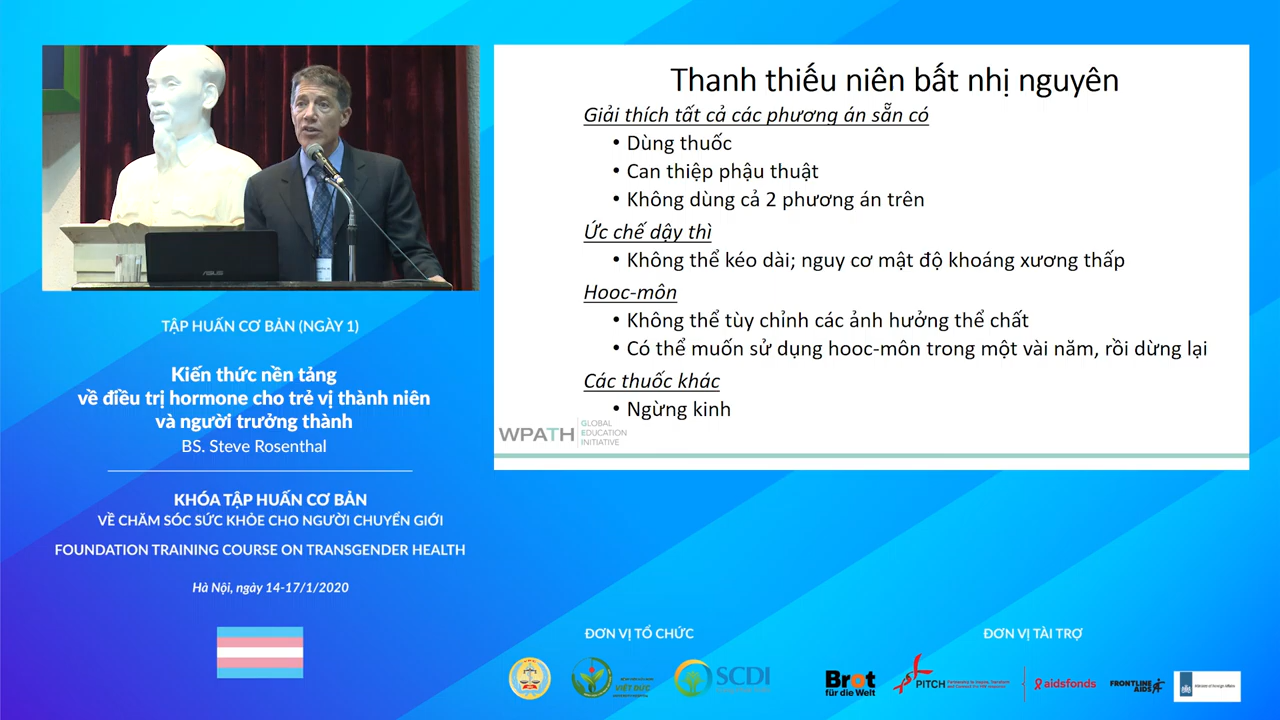 Thanh thiếu niên bất nhị nguyên
Giải thích tất cả các phương án sẵn có
• Dùng thuốc
• Can thiệp phậu thuật
• Không dùng cả 2 phương án trên
Ức chế dậy thì
• Không thể kéo dài; nguy cơ mật độ khoáng xương thấp
Hooc-môn
• Không thể tùy chỉnh các ảnh hưởng thể chất
• Có thể muốn sử dụng hooc-môn trong một vài năm, rồi dừng lại
Các thuốc khác
• Ngừng kinh
WPATH
GLOBAL
EDUCATION
INITIATIVE
ASUS
TẬP HUẤN CƠ BẢN (NGÀY 1)
Kiến thức nền tảng
về điều trị hormone cho trẻ vị thành niên
và người trưởng thành
BS. Steve Rosenthal
KHÓA TẬP HUẤN CƠ BẢN
VỀ CHĂM SÓC SỨC KHỎE CHO NGƯỜI CHUYỂN GIỚI
FOUNDATION TRAINING COURSE ON TRANSGENDER HEALTH
Hà Nội, ngày 14-17/1/2020
ĐƠN VỊ TỔ CHỨC
VIỆT ĐỨC
SCDI
ĐƠN VỊ TÀI TRỢ
Brot
für die Welt
PITCH
aidsfonds
FRONTLINE
AIDS